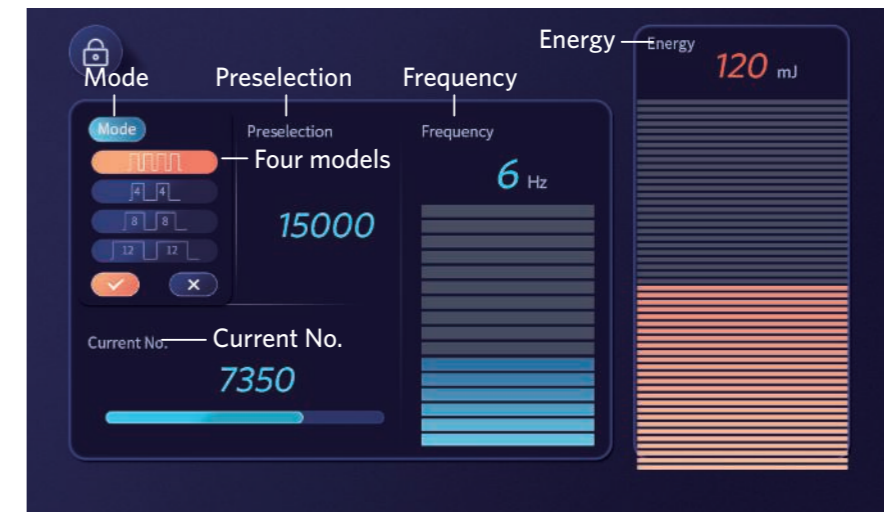 Energy
Energy
120 mJ
Mode
Preselection
Frequency
Mode
Preselection
Frequency
Four models
6 Hz
4 4
15000
8 8
12 12
Current No.
Current No.
7350